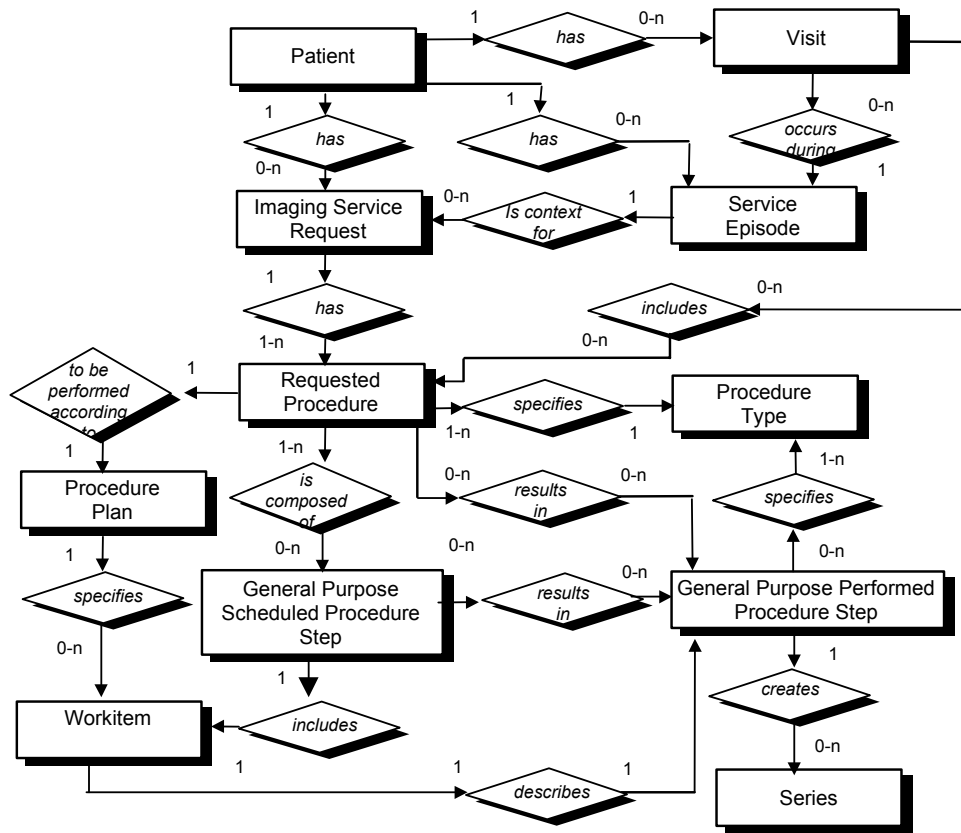 1
has
0-n
Patient
Visit
1
has
0-n
1
has
0-n
0-n
occurs
during
1
Imaging Service
Request
0-n
Is context
for
1
Service
Episode
1
has
1-n
0-n
includes
0-n
to be
performed
according
to
1
Requested
Procedure
1-n
specifies
1
Procedure
Type
1
Procedure
Plan
1-n
is
composed
of
0-n
0-n
results
in
0-n
1-n
specifies
0-n
1
specifies
0-n
General Purpose
Scheduled Procedure
Step
0-n
results
in
0-n
General Purpose Performed
Procedure Step
1
includes
Workitem
1
creates
0-n
Series
1
1
describes
1